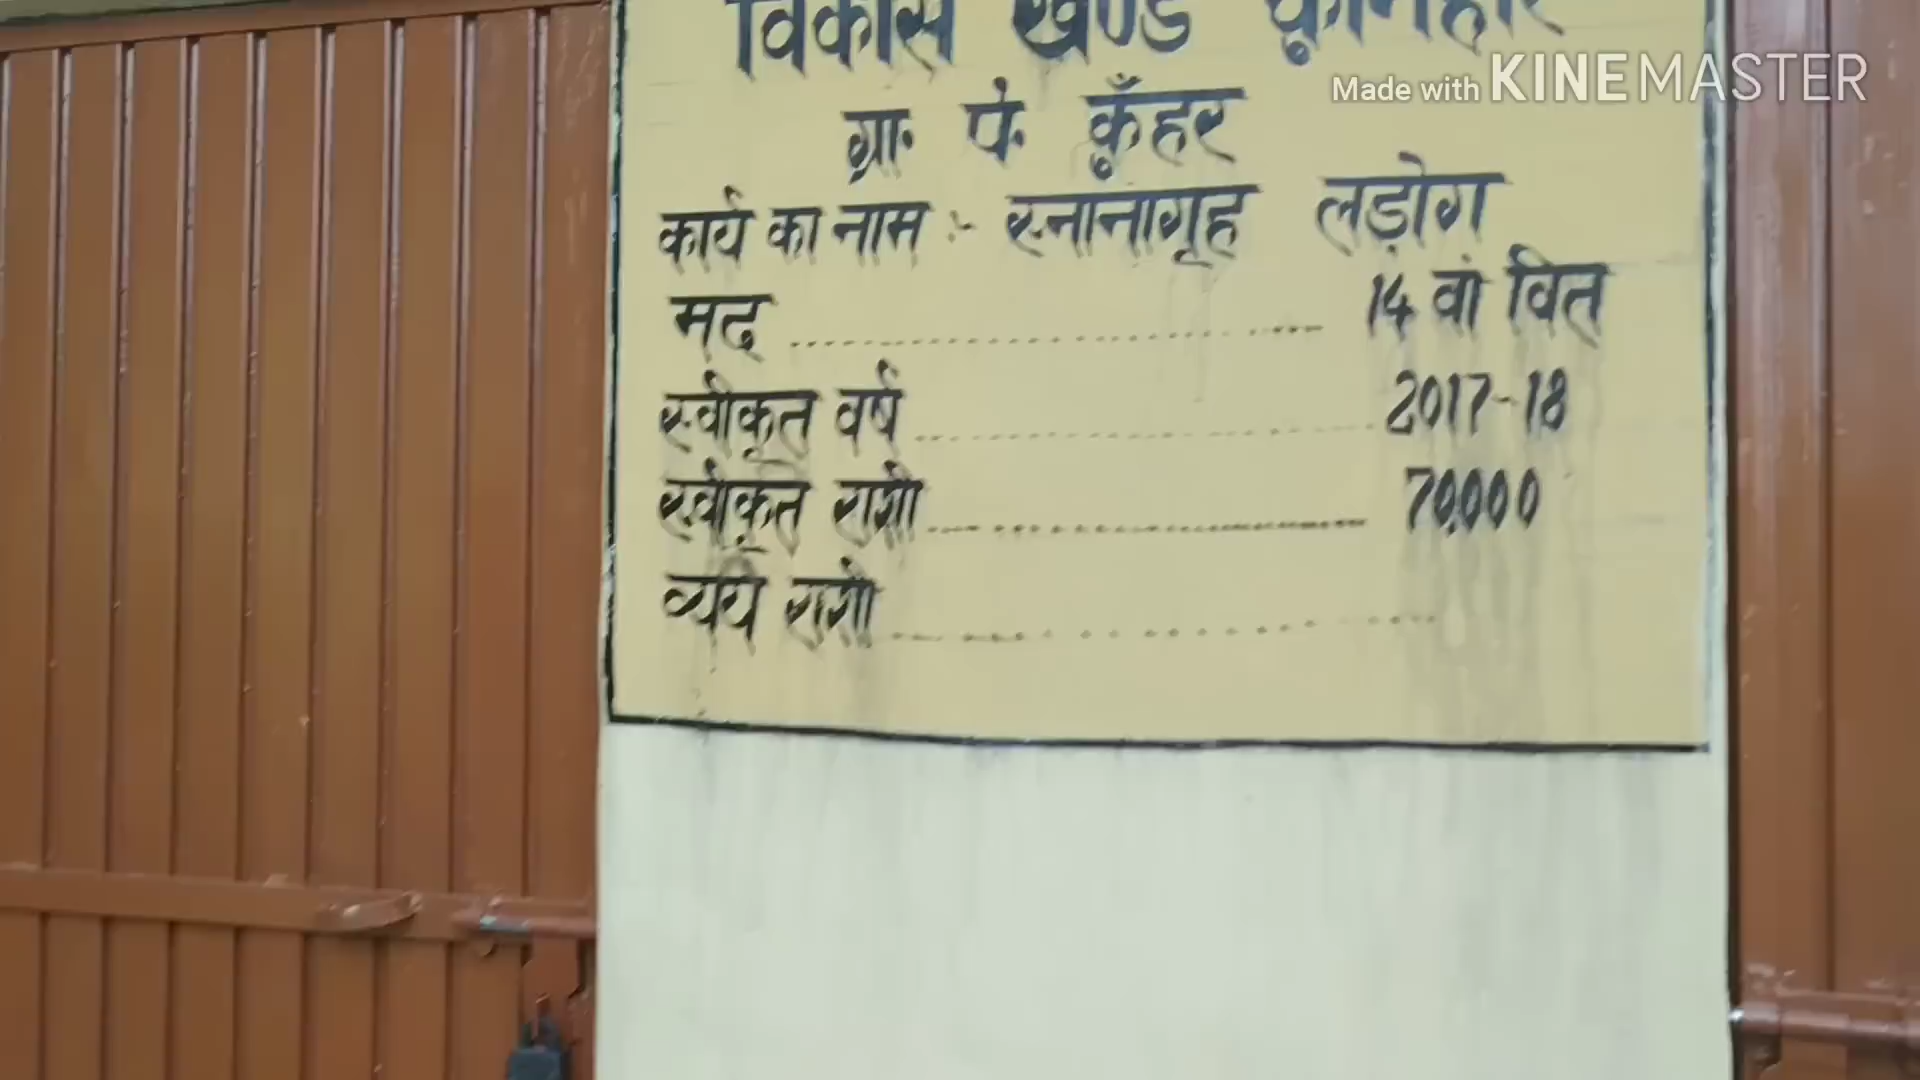 विकास खण्ड कुनिहार
Made with KINEMASTER
ग्रा. पं. कुँहर
कार्य का नाम :- स्नानागृह लड़ोग
मद .......... 14 वां वित
स्वीकृत वर्ष .......... 2017-18
स्वीकृत राशी .......... 70,000
व्यय राशी ..........